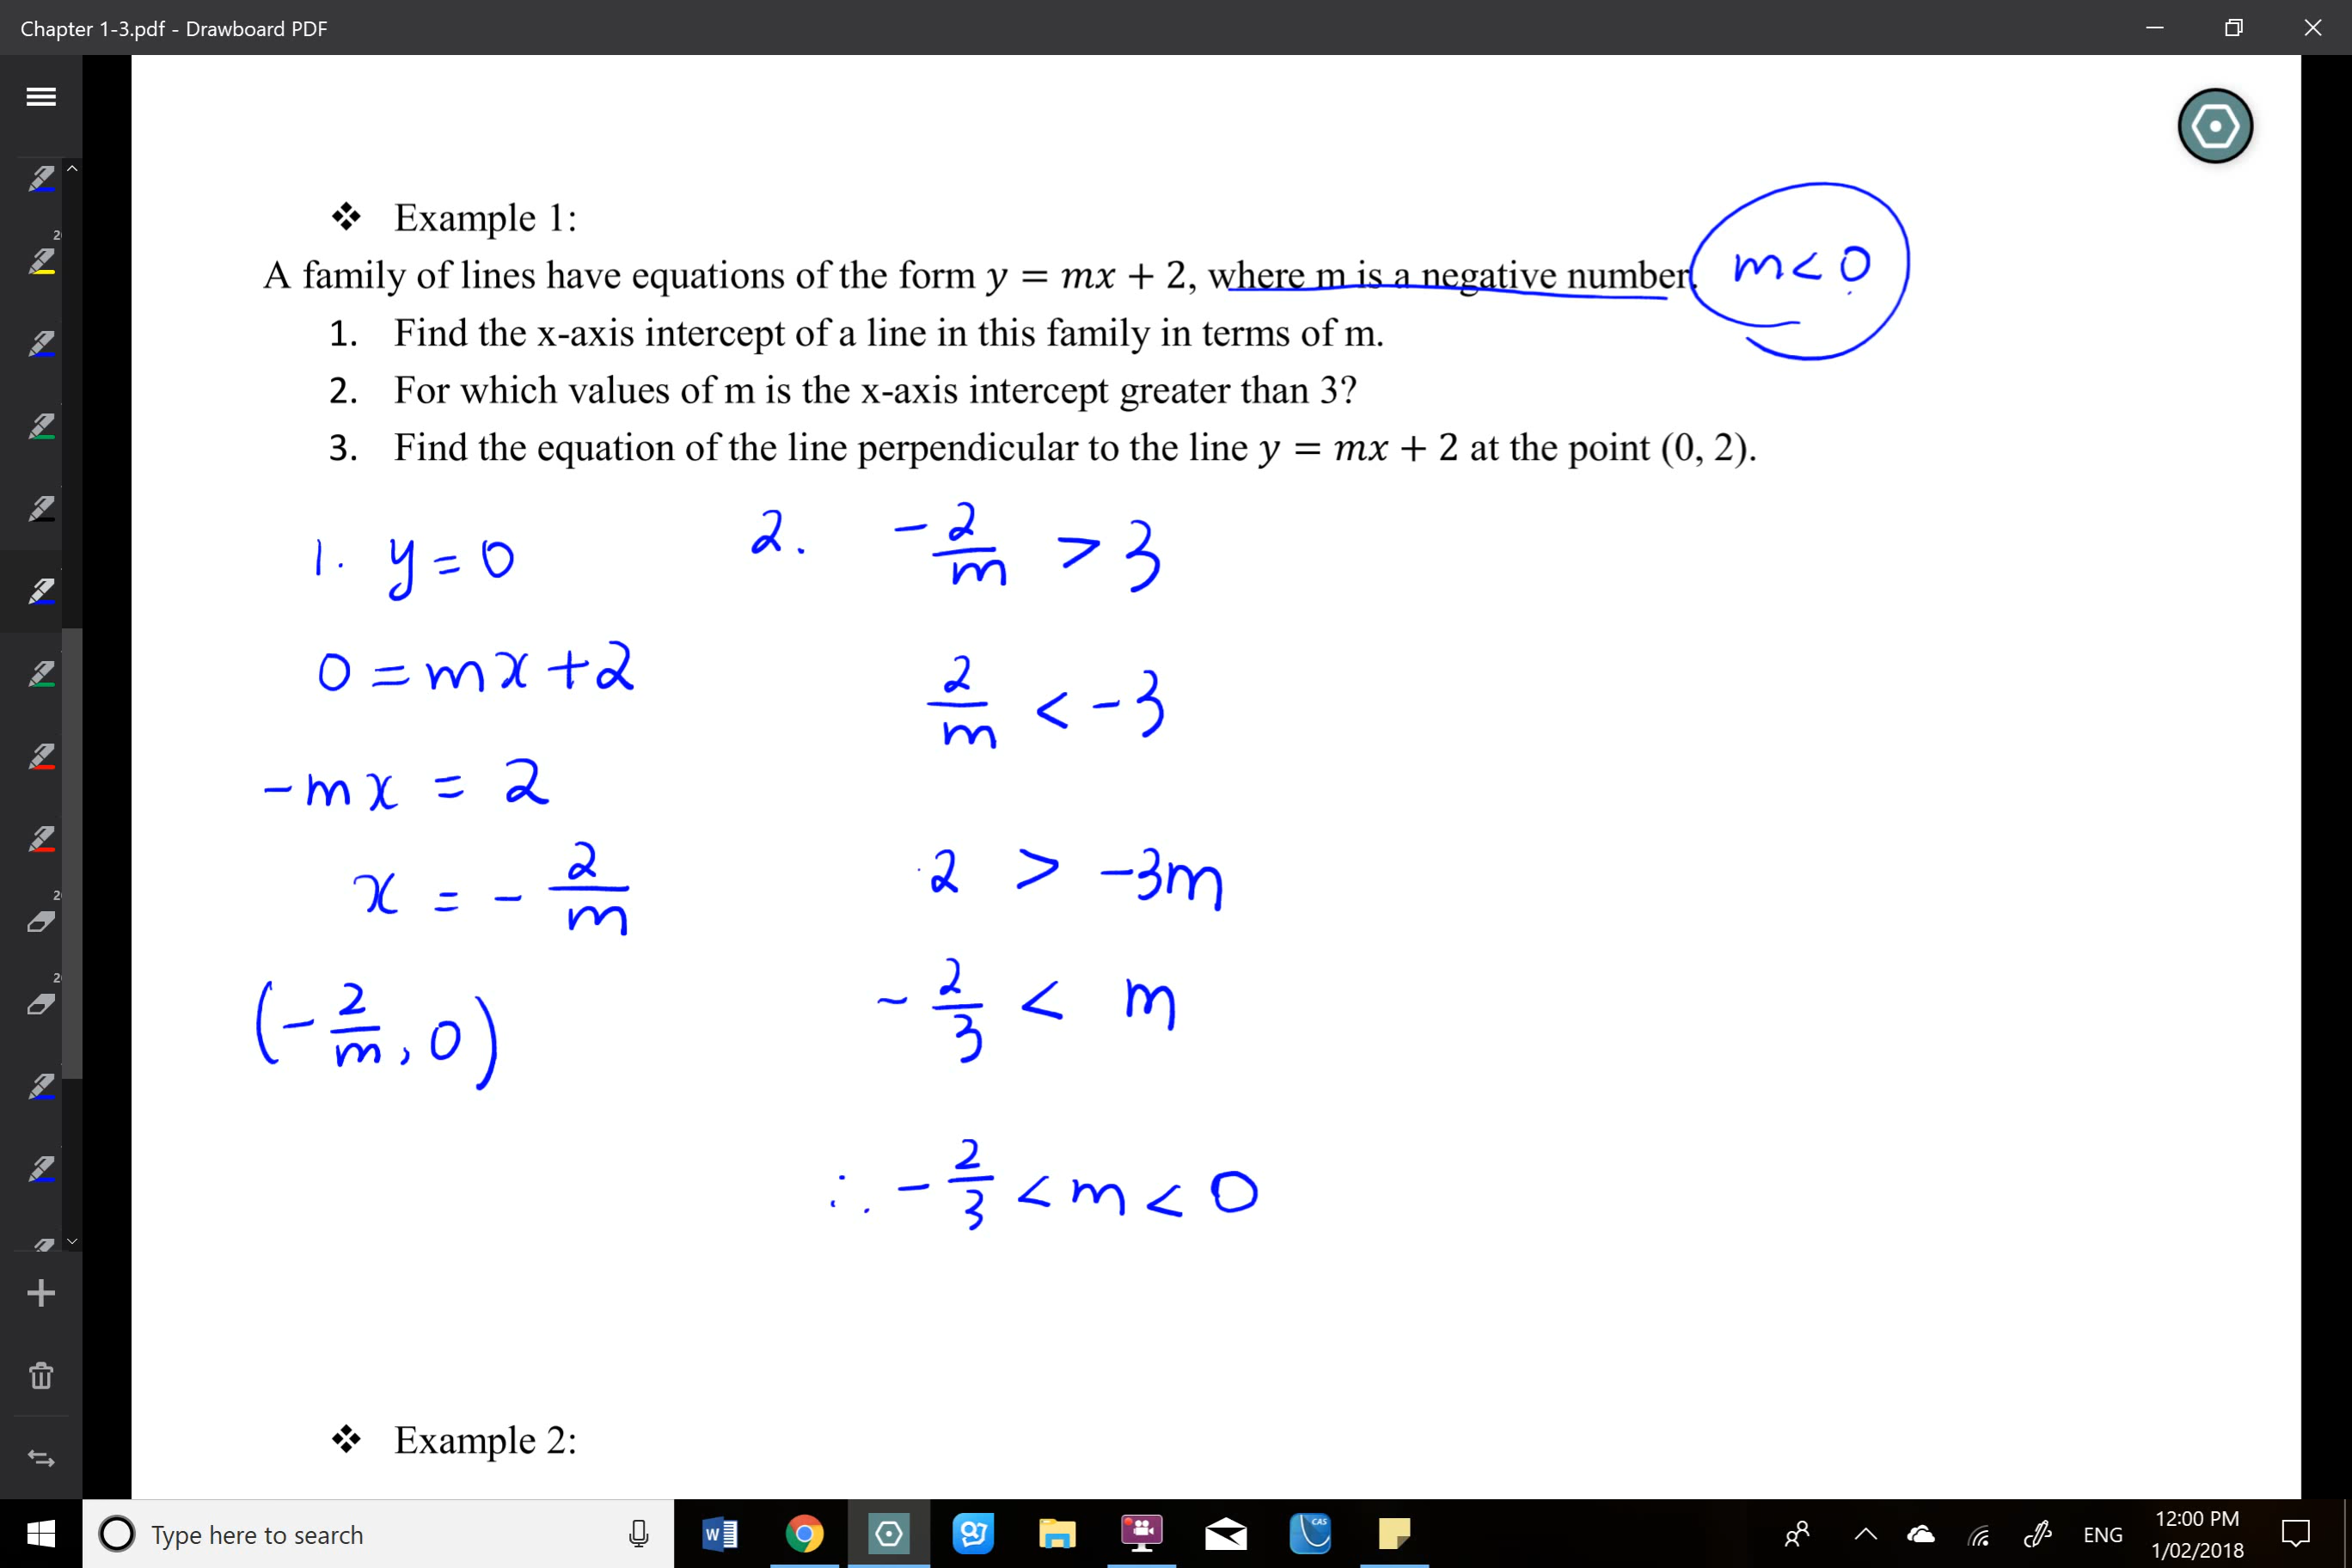 Chapter 1-3.pdf - Drawboard PDF
❖ Example 1:
A family of lines have equations of the form y = mx + 2, where m is a negative number. m < 0
1. Find the x-axis intercept of a line in this family in terms of m.
2. For which values of m is the x-axis intercept greater than 3?
3. Find the equation of the line perpendicular to the line y = mx + 2 at the point (0, 2).
1. y = 0
0 = mx + 2
-mx = 2
x = - 2/m
(- 2/m, 0)
2. - 2/m > 3
2/m < -3
2 > -3m
- 2/3 < m
∴ - 2/3 < m < 0
❖ Example 2:
Type here to search
CAS
ENG
12:00 PM
1/02/2018